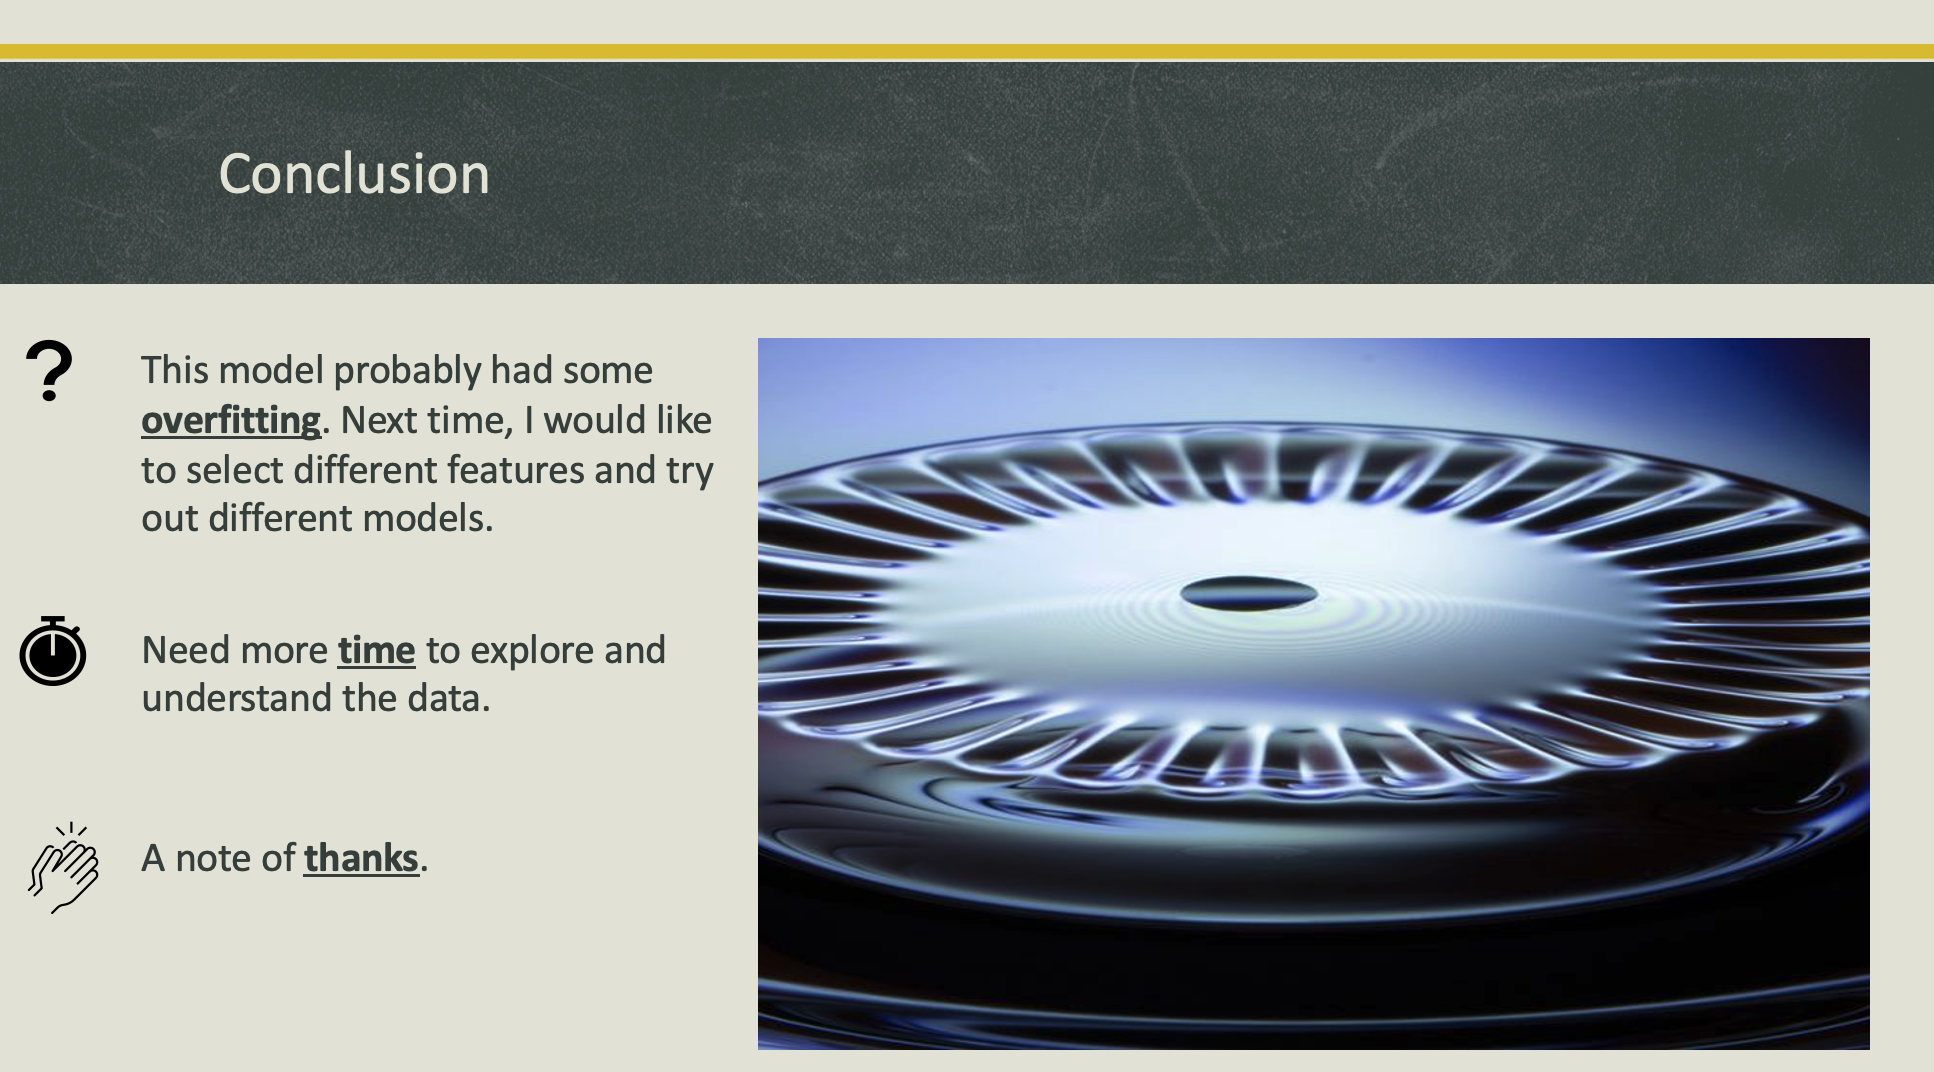 Conclusion
This model probably had some
overfitting. Next time, I would like
to select different features and try
out different models.
Need more time to explore and
understand the data.
A note of thanks.